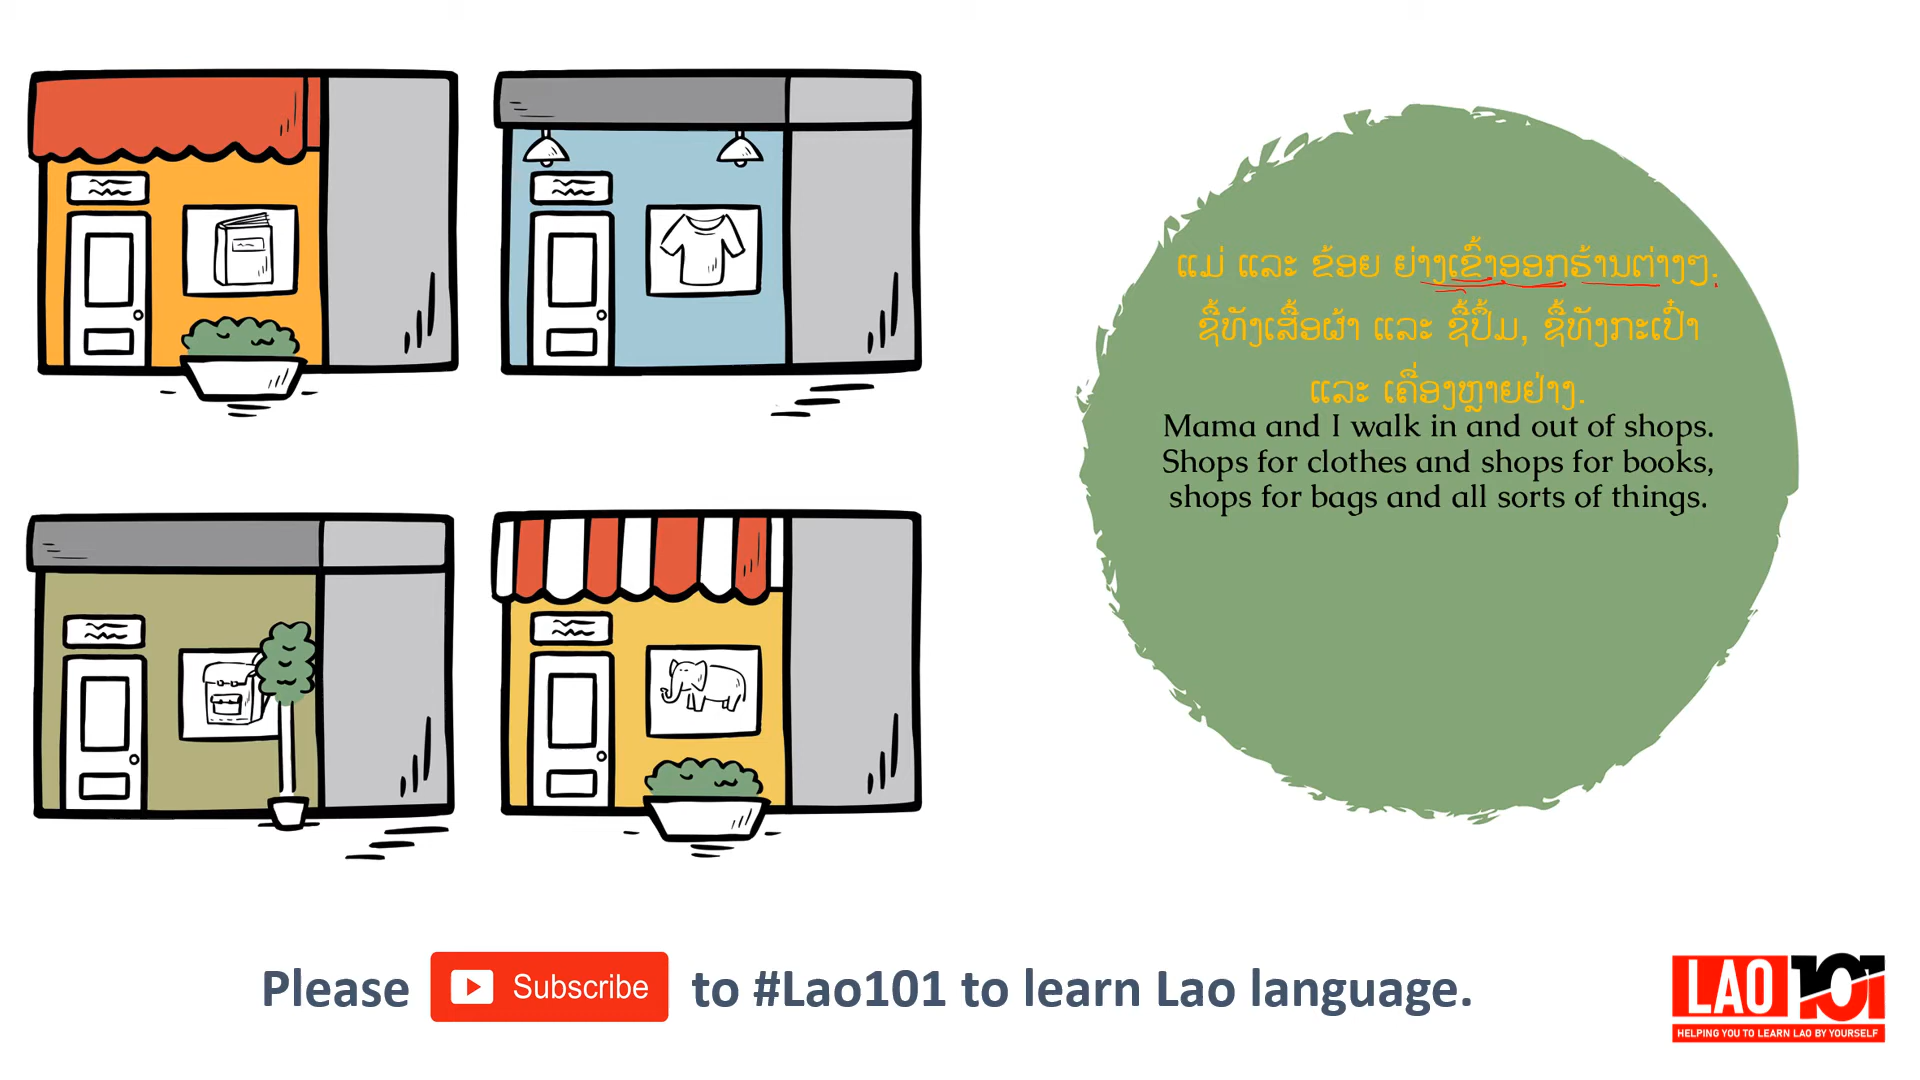 ແມ່ ແລະ ຂ້ອຍ ຍ່າງເຂົ້າອອກຮ້ານຕ່າງໆ.
ຊື້ທັງເສື້ອຜ້າ ແລະ ຊື້ປຶ້ມ, ຊື້ທັງກະເປົ໋າ
ແລະ ເຄື່ອງຫຼາຍຢ່າງ.
Mama and I walk in and out of shops.
Shops for clothes and shops for books,
shops for bags and all sorts of things.
Please Subscribe to #Lao101 to learn Lao language.
LAO 101
HELPING YOU TO LEARN LAO BY YOURSELF